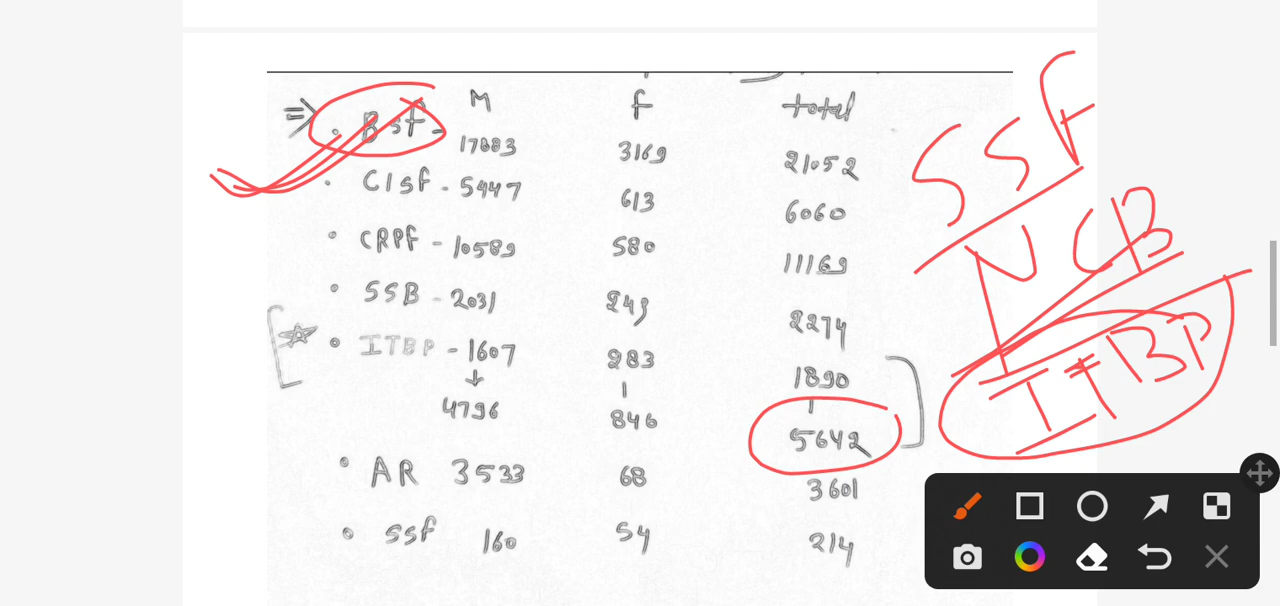 ⇒ M f total
. Bsf - 17883 3169 21052
. CIsf - 5447 613 6060
• CRPF - 10589 580 11169
• SSB - 2031 243 2274
• ITBP - 1607 283 1890
↓
4796 846 5642
• AR 3533 68 3601
• ssf 160 54 214
SSF
NCB
ITBP